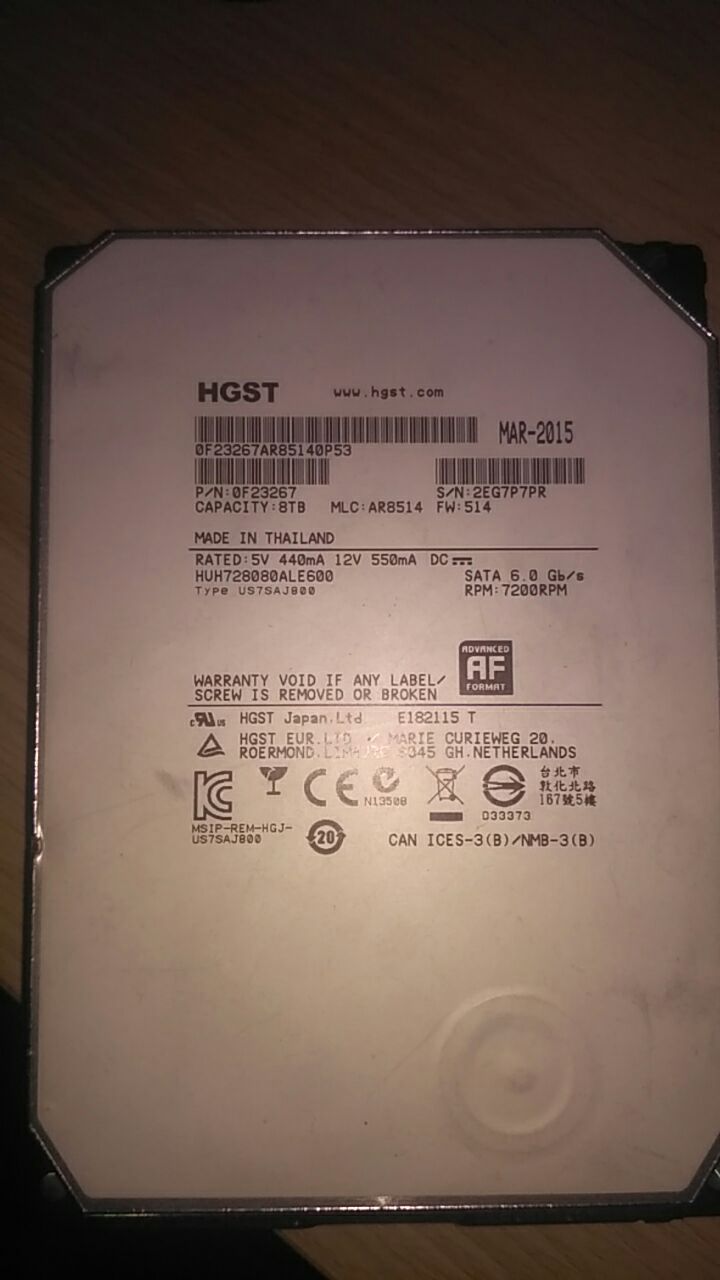 HGST www.hgst.com
MAR-2015
0F23267AR85140P53
P/N:0F23267 S/N:2EG7P7PR
CAPACITY:8TB MLC:AR8514 FW:514
MADE IN THAILAND
RATED:5V 440mA 12V 550mA DC
HUH728080ALE600 SATA 6.0 Gb/s
Type US7SAJ800 RPM:7200RPM
ADVANCED
AF
FORMAT
WARRANTY VOID IF ANY LABEL/
SCREW IS REMOVED OR BROKEN
c RU us HGST Japan.Ltd E182115 T
HGST EUR.LTD / MARIE CURIEWEG 20.
ROERMOND. GH.NETHERLANDS
CE N13508
D33373
台北市
敦化北路
167號5樓
MSIP-REM-HGJ-
US7SAJ800
20
CAN ICES-3(B)/NMB-3(B)